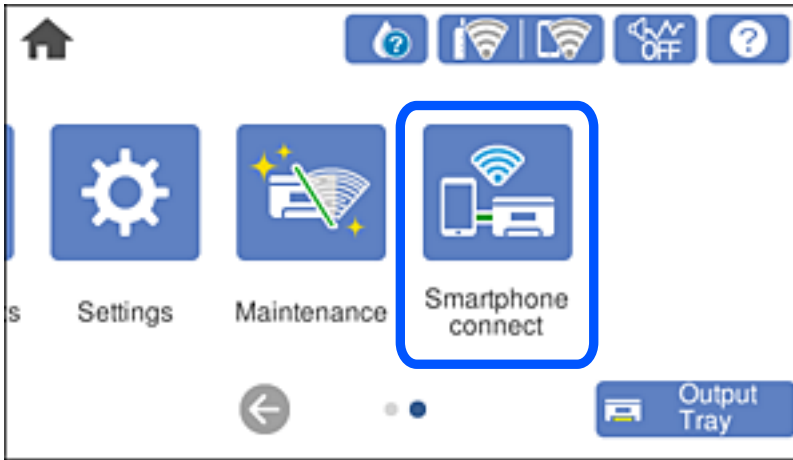 ?
OFF
?
s
Settings
Maintenance
Smartphone
connect
Output
Tray